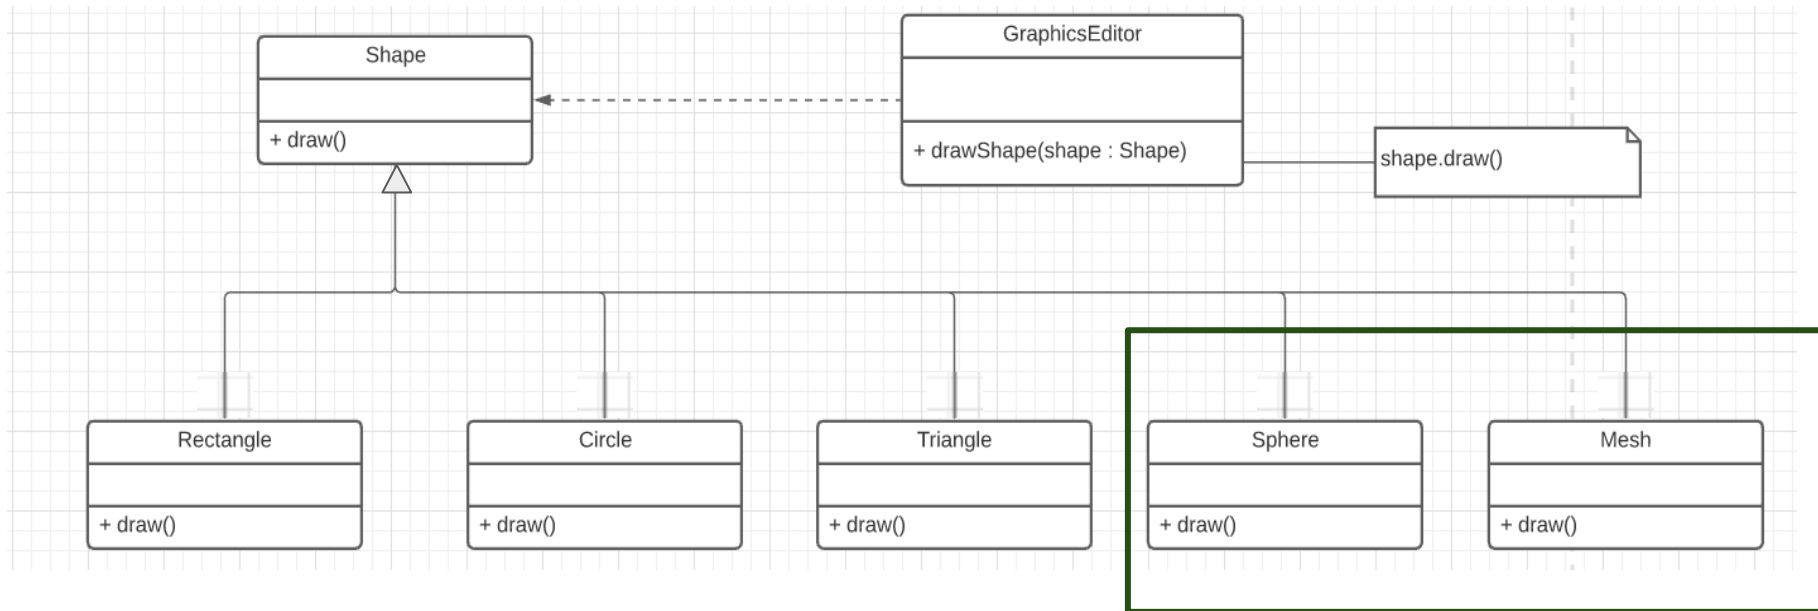 Shape
+ draw()
GraphicsEditor
+ drawShape(shape : Shape)
shape.draw()
Rectangle
+ draw()
Circle
+ draw()
Triangle
+ draw()
Sphere
+ draw()
Mesh
+ draw()